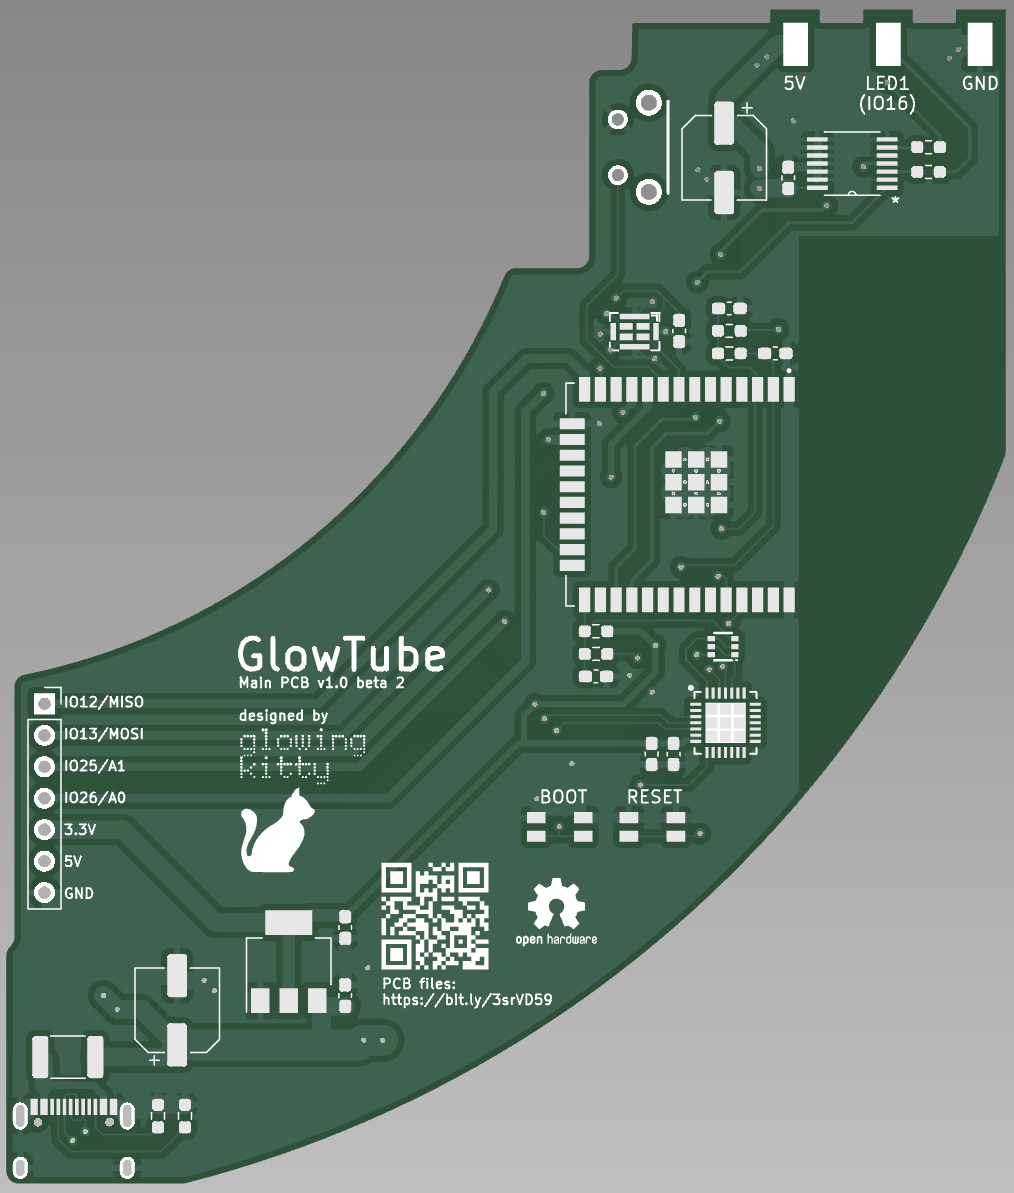 5V
LED1
(IO16)
GND
+
*
GlowTube
Main PCB v1.0 beta 2
designed by
glowing
kitty
IO12/MISO
IO13/MOSI
IO25/A1
IO26/A0
3.3V
5V
GND
BOOT
RESET
open hardware
PCB files:
https://bit.ly/3srVD59
+